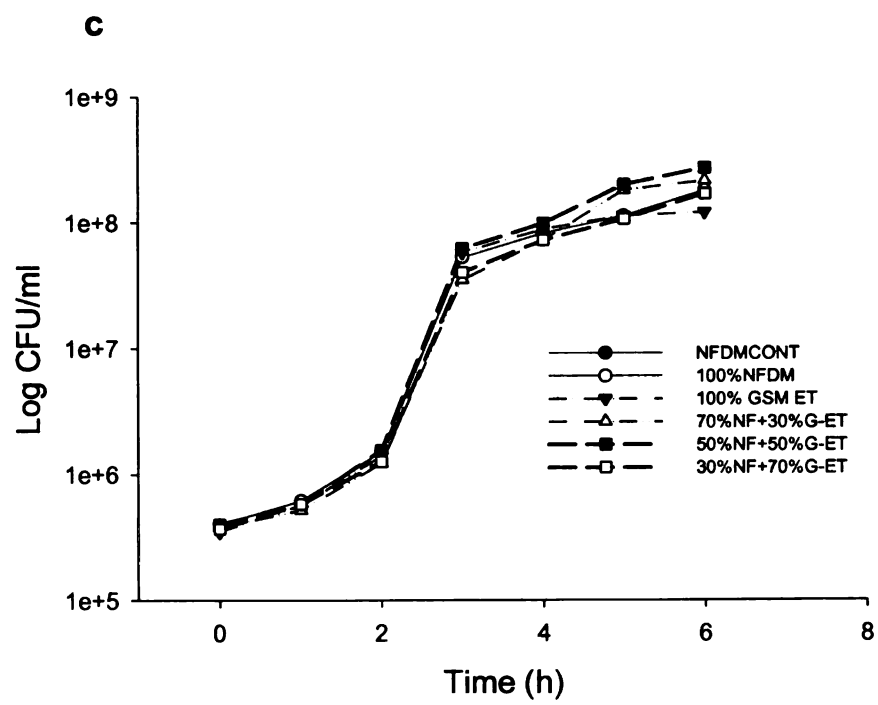 C
1e+9
1e+8
1e+7
1e+6
1e+5
Log CFU/ml
NFDMCONT
100%NFDM
100% GSM ET
70%NF+30%G-ET
50%NF+50%G-ET
30%NF+70%G-ET
0 2 4 6 8
Time (h)